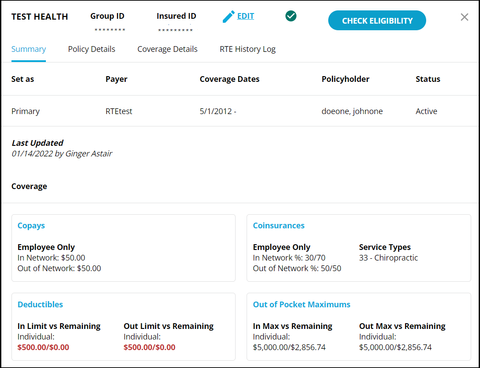 TEST HEALTH Group ID Insured ID EDIT CHECK ELIGIBILITY
******** *********
Summary Policy Details Coverage Details RTE History Log
Set as Payer Coverage Dates Policyholder Status
Primary RTEtest 5/1/2012 - doeone, johnone Active
Last Updated
01/14/2022 by Ginger Astair
Coverage
Copays
Employee Only
In Network: $50.00
Out of Network: $50.00
Coinsurances
Employee Only Service Types
In Network %: 30/70 33 - Chiropractic
Out of Network %: 50/50
Deductibles
In Limit vs Remaining Out Limit vs Remaining
Individual: Individual:
$500.00/$0.00 $500.00/$0.00
Out of Pocket Maximums
In Max vs Remaining Out Max vs Remaining
Individual: Individual:
$5,000.00/$2,856.74 $5,000.00/$2,856.74